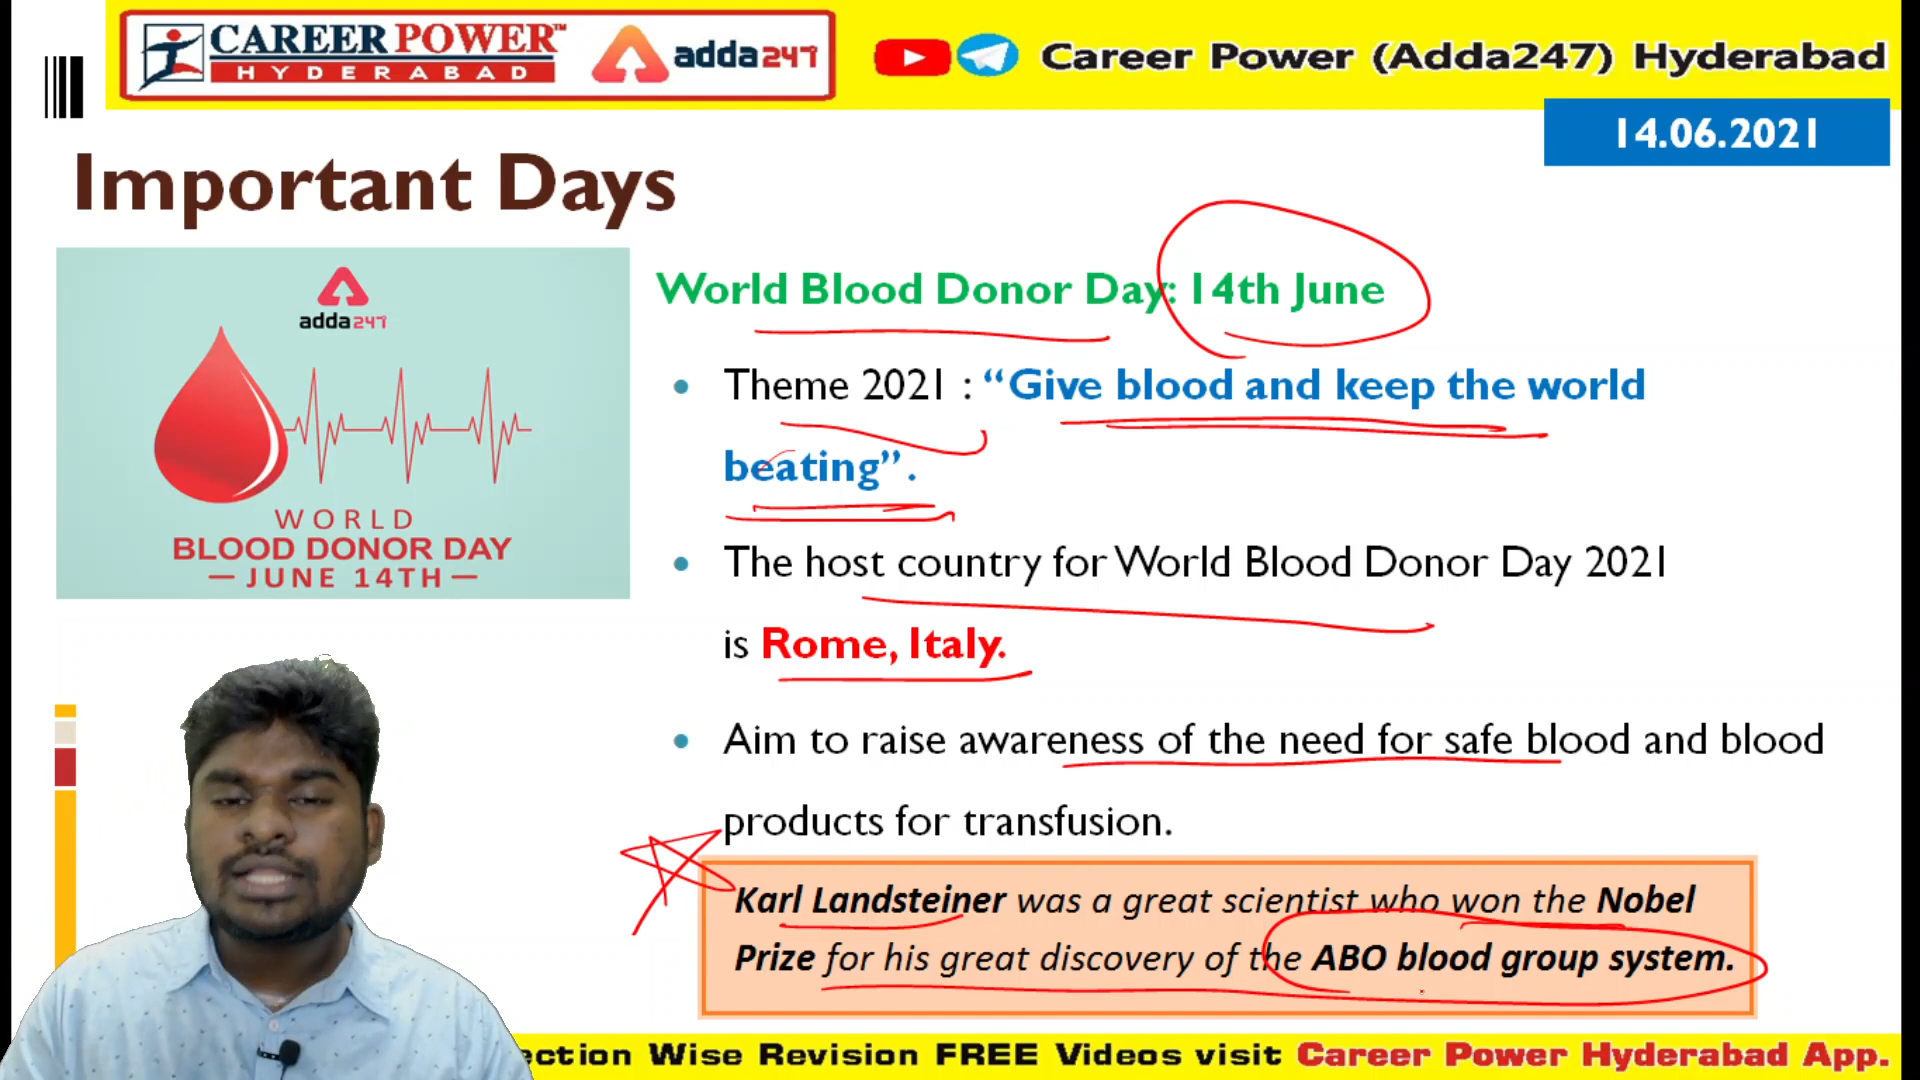 CAREER POWER™
HYDERABAD
adda247
Career Power (Adda247) Hyderabad
14.06.2021
Important Days
adda247
WORLD
BLOOD DONOR DAY
— JUNE 14TH —
World Blood Donor Day: 14th June
• Theme 2021 : “Give blood and keep the world
beating”.
• The host country for World Blood Donor Day 2021
is Rome, Italy.
• Aim to raise awareness of the need for safe blood and blood
products for transfusion.
Karl Landsteiner was a great scientist who won the Nobel
Prize for his great discovery of the ABO blood group system.
ection Wise Revision FREE Videos visit Career Power Hyderabad App.